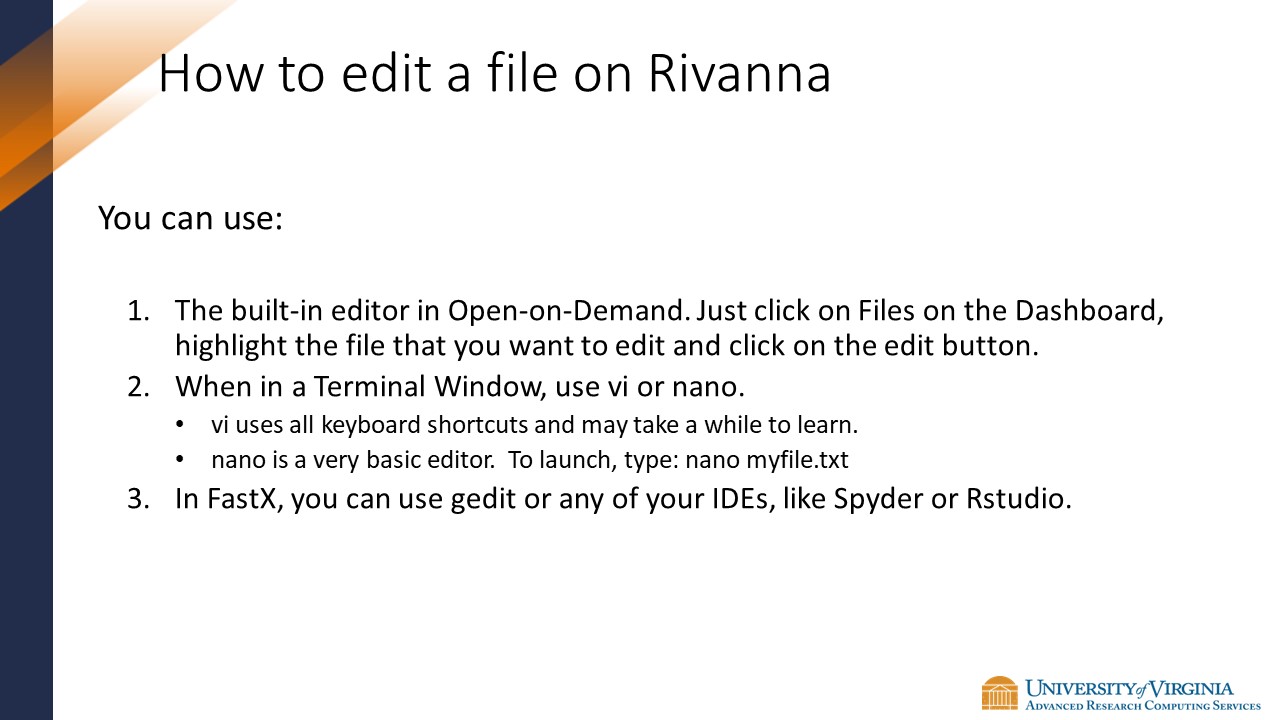 How to edit a file on Rivanna
You can use:
1. The built-in editor in Open-on-Demand. Just click on Files on the Dashboard,
highlight the file that you want to edit and click on the edit button.
2. When in a Terminal Window, use vi or nano.
• vi uses all keyboard shortcuts and may take a while to learn.
• nano is a very basic editor.  To launch, type: nano myfile.txt
3. In FastX, you can use gedit or any of your IDEs, like Spyder or Rstudio.
UNIVERSITY of VIRGINIA
ADVANCED RESEARCH COMPUTING SERVICES